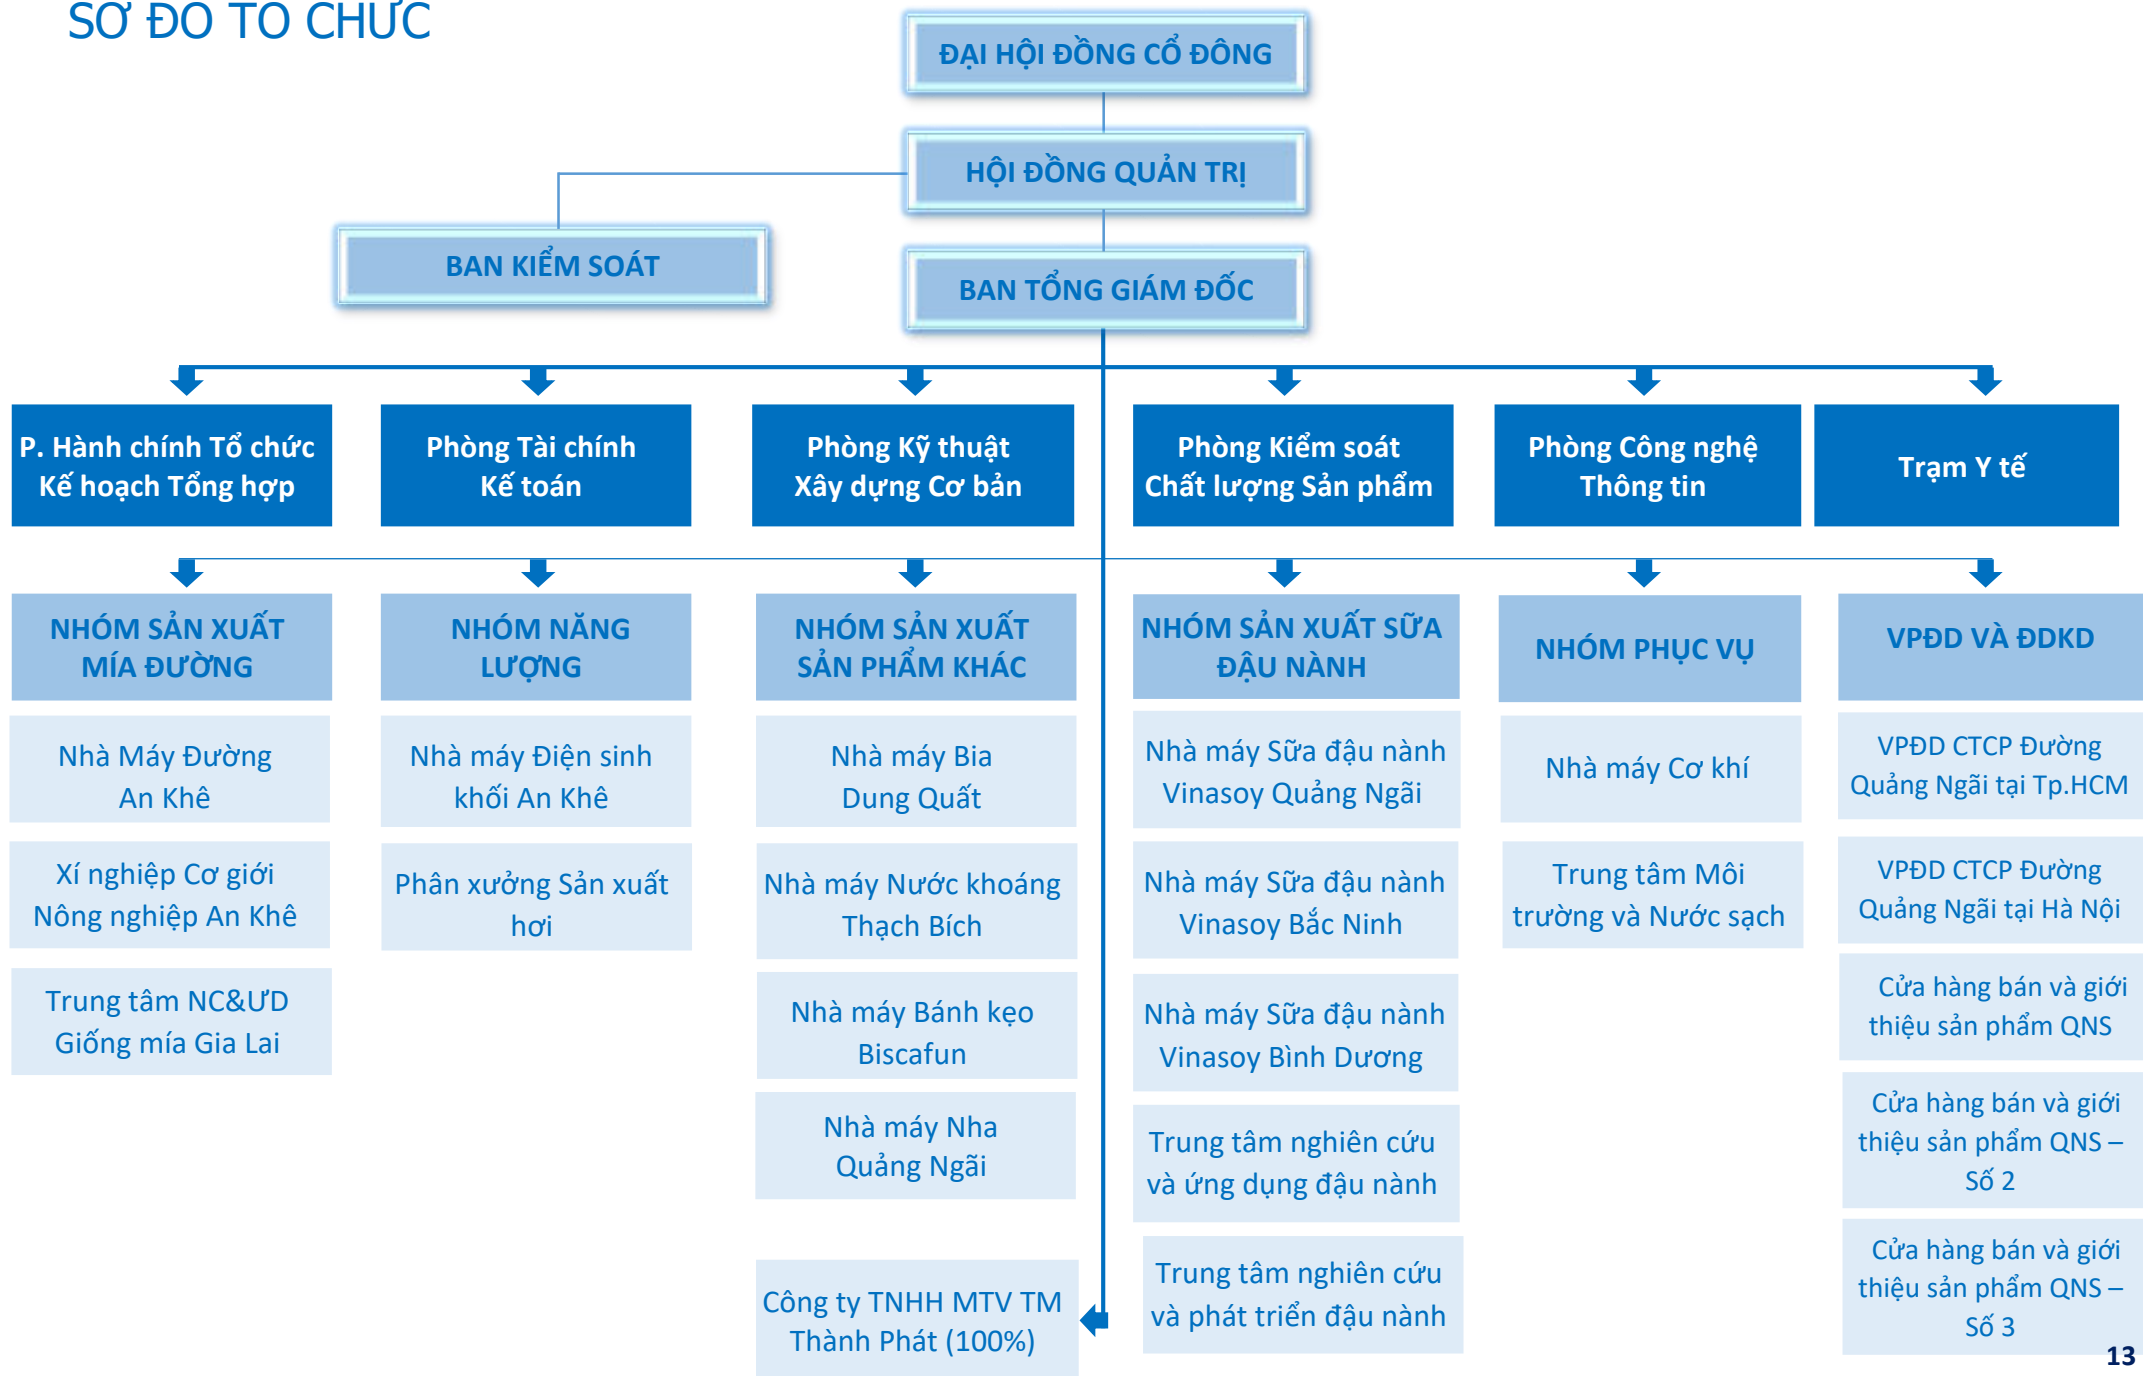 SƠ ĐỒ TỔ CHỨC
ĐẠI HỘI ĐỒNG CỔ ĐÔNG
HỘI ĐỒNG QUẢN TRỊ
BAN KIỂM SOÁT
BAN TỔNG GIÁM ĐỐC
P. Hành chính Tổ chức
Kế hoạch Tổng hợp
Phòng Tài chính
Kế toán
Phòng Kỹ thuật
Xây dựng Cơ bản
Phòng Kiểm soát
Chất lượng Sản phẩm
Phòng Công nghệ
Thông tin
Trạm Y tế
NHÓM SẢN XUẤT
MÍA ĐƯỜNG
NHÓM NĂNG
LƯỢNG
NHÓM SẢN XUẤT
SẢN PHẨM KHÁC
NHÓM SẢN XUẤT SỮA
ĐẬU NÀNH
NHÓM PHỤC VỤ
VPĐD VÀ ĐDKD
Nhà Máy Đường
An Khê
Xí nghiệp Cơ giới
Nông nghiệp An Khê
Trung tâm NC&ƯD
Giống mía Gia Lai
Nhà máy Điện sinh
khối An Khê
Phân xưởng Sản xuất
hơi
Nhà máy Bia
Dung Quất
Nhà máy Nước khoáng
Thạch Bích
Nhà máy Bánh kẹo
Biscafun
Nhà máy Nha
Quảng Ngãi
Công ty TNHH MTV TM
Thành Phát (100%)
Nhà máy Sữa đậu nành
Vinasoy Quảng Ngãi
Nhà máy Sữa đậu nành
Vinasoy Bắc Ninh
Nhà máy Sữa đậu nành
Vinasoy Bình Dương
Trung tâm nghiên cứu
và ứng dụng đậu nành
Trung tâm nghiên cứu
và phát triển đậu nành
Nhà máy Cơ khí
Trung tâm Môi
trường và Nước sạch
VPĐD CTCP Đường
Quảng Ngãi tại Tp.HCM
VPĐD CTCP Đường
Quảng Ngãi tại Hà Nội
Cửa hàng bán và giới
thiệu sản phẩm QNS
Cửa hàng bán và giới
thiệu sản phẩm QNS –
Số 2
Cửa hàng bán và giới
thiệu sản phẩm QNS –
Số 3
13